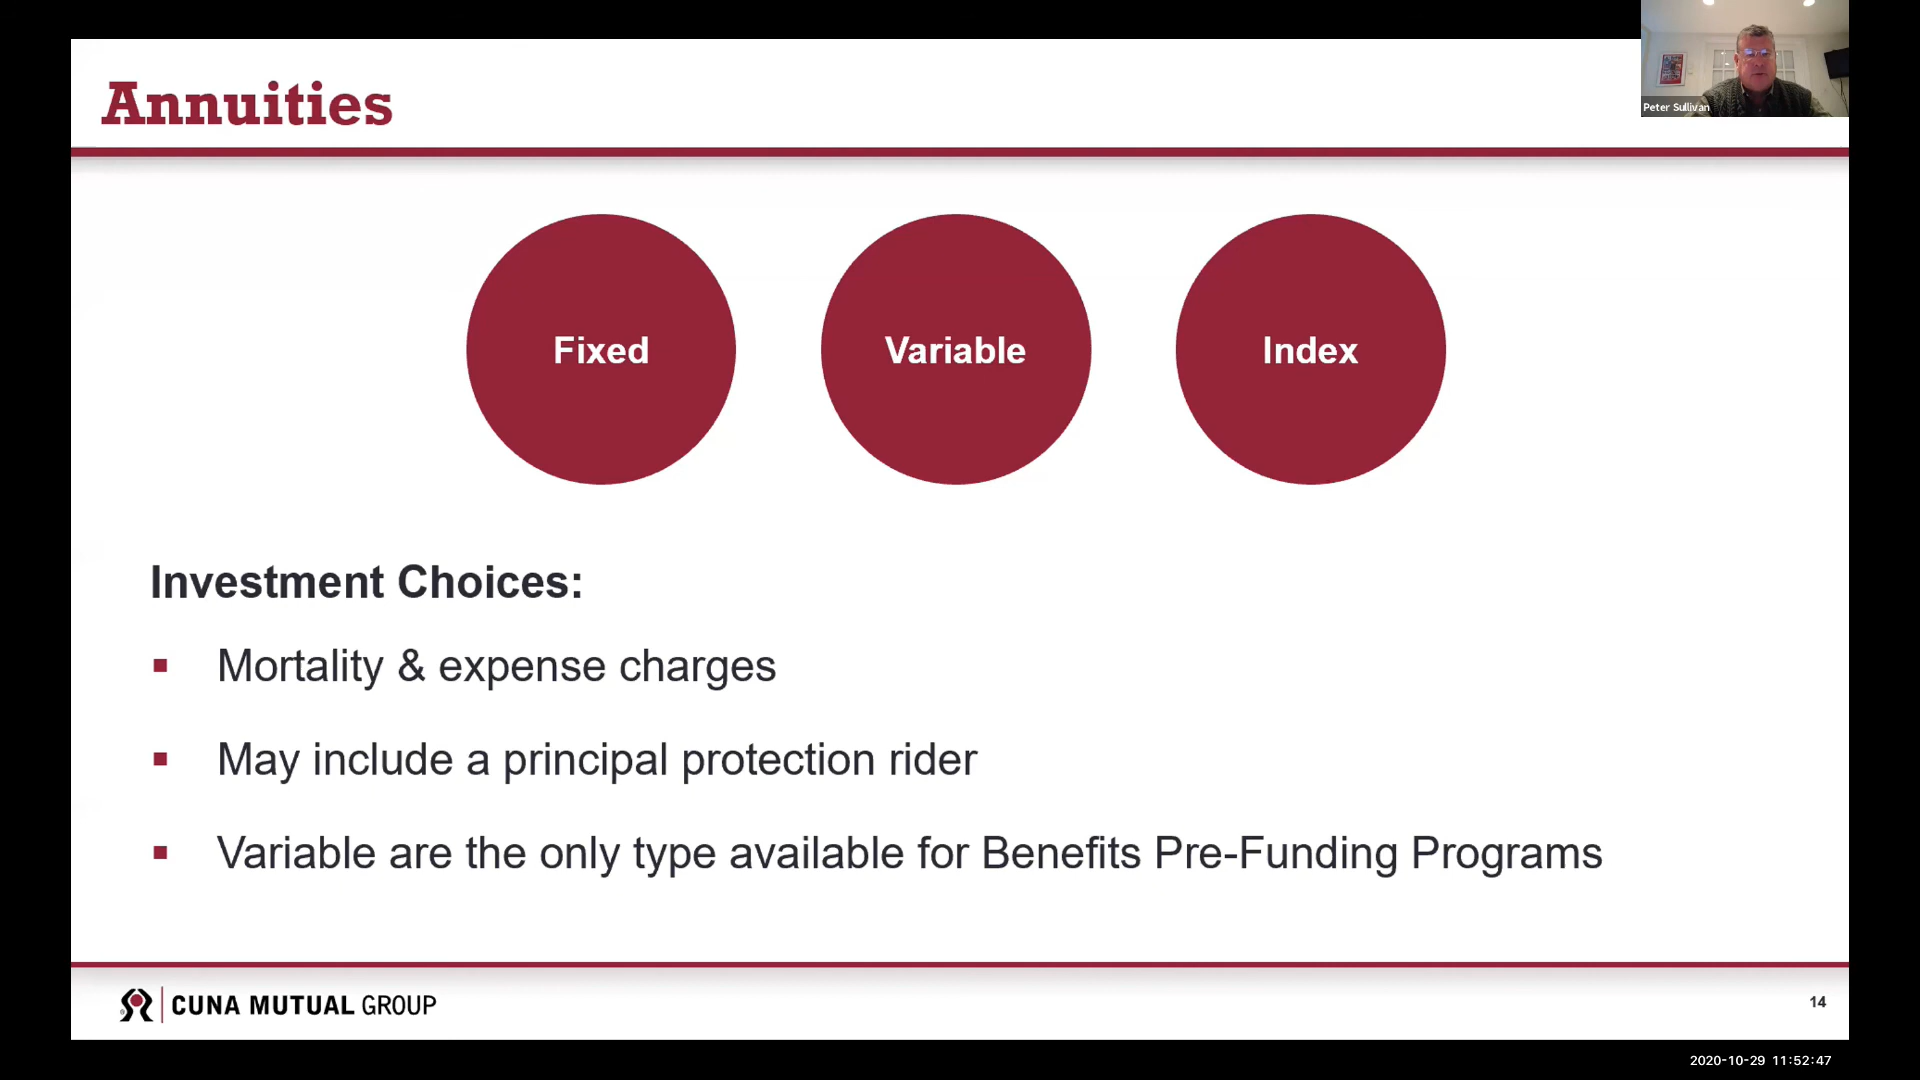 Annuities
Peter Sullivan
Fixed
Variable
Index
Investment Choices:
▪ Mortality & expense charges
▪ May include a principal protection rider
▪ Variable are the only type available for Benefits Pre-Funding Programs
CUNA MUTUAL GROUP
14
2020-10-29 11:52:47